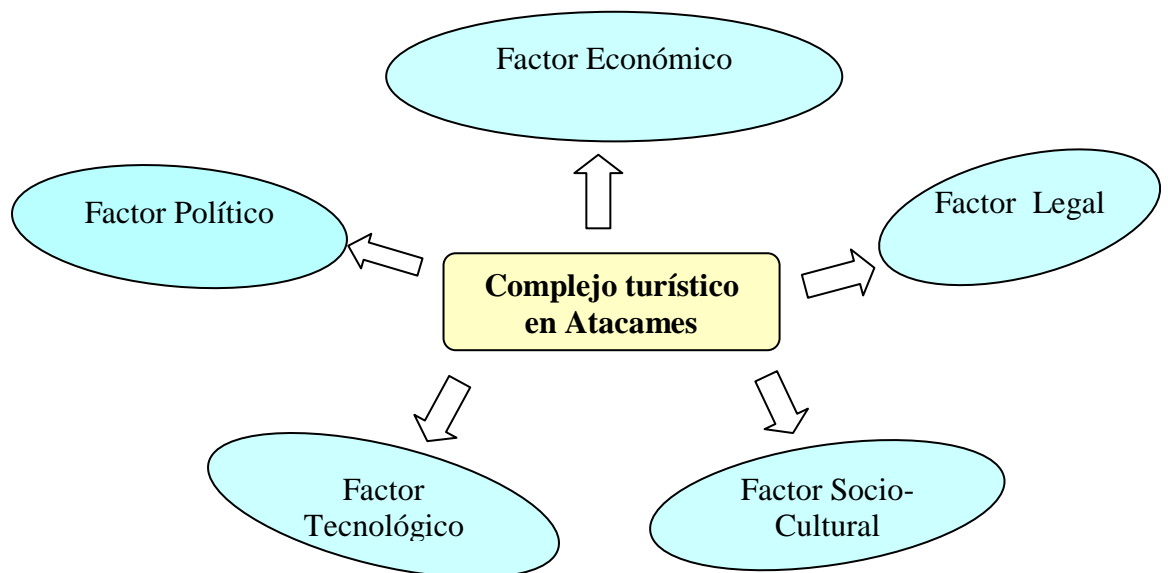 Factor Económico
Factor Político
Factor Legal
Complejo turístico
en Atacames
Factor
Tecnológico
Factor Socio-
Cultural